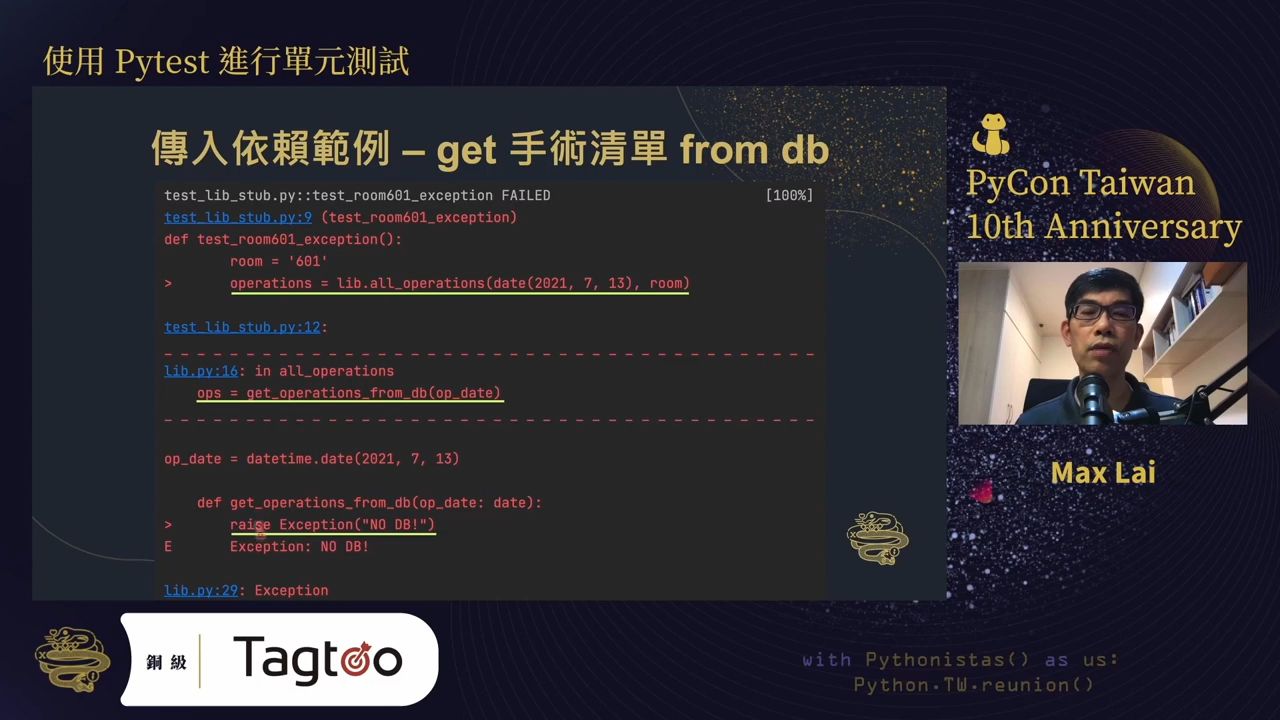 使用 Pytest 進行單元測試
傳入依賴範例 – get 手術清單 from db
test_lib_stub.py::test_room601_exception FAILED [100%]
test_lib_stub.py:9 (test_room601_exception)
def test_room601_exception():
room = '601'
> operations = lib.all_operations(date(2021, 7, 13), room)
test_lib_stub.py:12:
_ _ _ _ _ _ _ _ _ _ _ _ _ _ _ _ _ _ _ _ _ _ _ _ _ _ _ _ _ _ _ _ _ _ _ _ _ _ _ _
lib.py:16: in all_operations
ops = get_operations_from_db(op_date)
_ _ _ _ _ _ _ _ _ _ _ _ _ _ _ _ _ _ _ _ _ _ _ _ _ _ _ _ _ _ _ _ _ _ _ _ _ _ _ _
op_date = datetime.date(2021, 7, 13)
def get_operations_from_db(op_date: date):
> raise Exception("NO DB!")
E Exception: NO DB!
lib.py:29: Exception
PyCon Taiwan
10th Anniversary
Max Lai
銅級
Tagtoo
with Pythonistas() as us:
Python.TW.reunion()